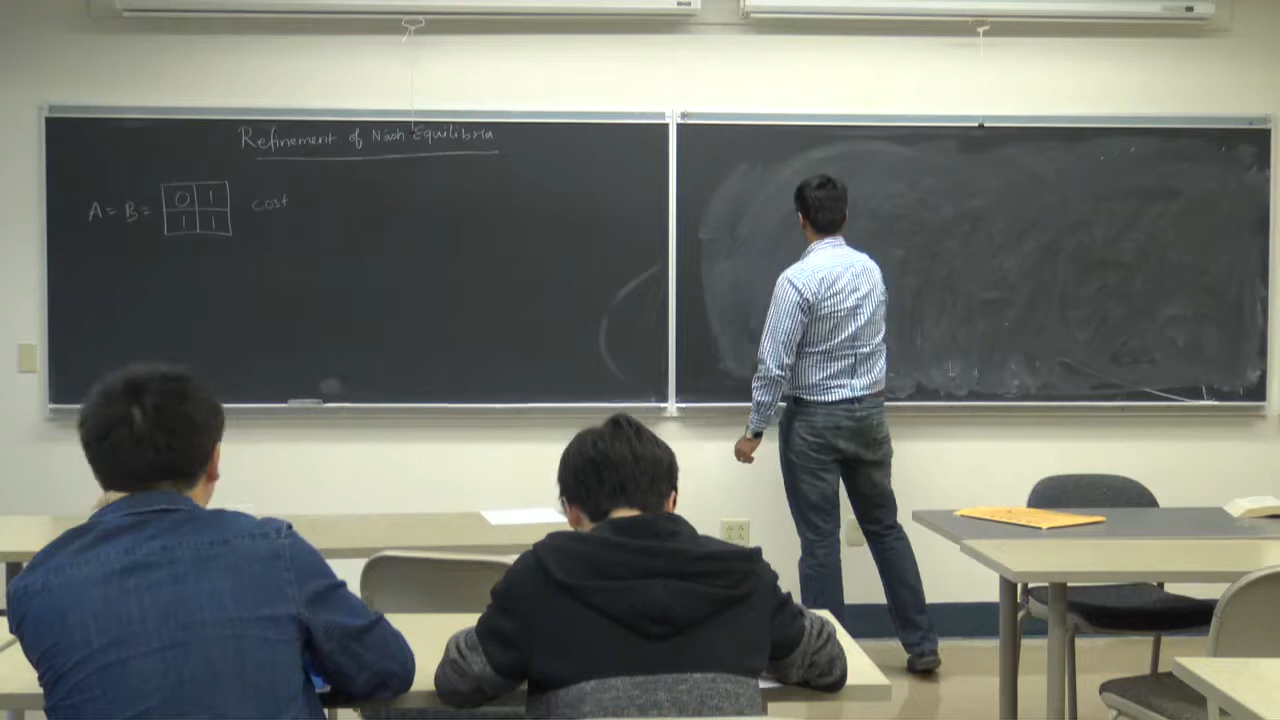 Refinement of Nash Equilibria
A = B = 0 1 cost
1 1